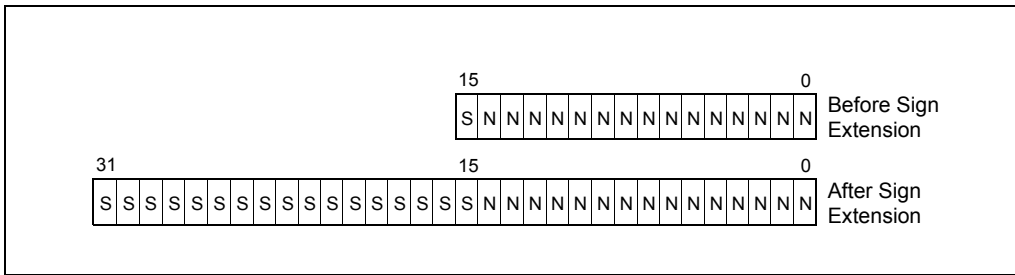 15 0
S N N N N N N N N N N N N N N N
Before Sign
Extension
31 15 0
S S S S S S S S S S S S S S S S S N N N N N N N N N N N N N N N
After Sign
Extension